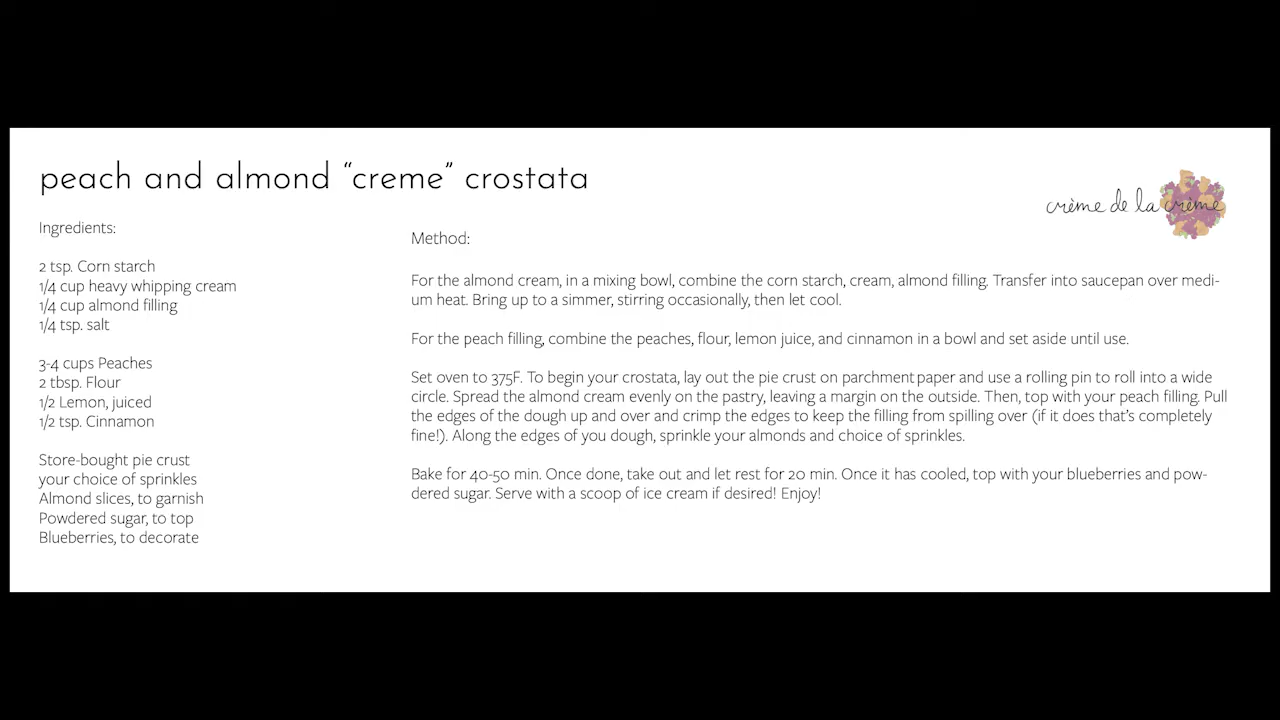 peach and almond “creme” crostata
crème de la crème
Ingredients:
2 tsp. Corn starch
1/4 cup heavy whipping cream
1/4 cup almond filling
1/4 tsp. salt
3-4 cups Peaches
2 tbsp. Flour
1/2 Lemon, juiced
1/2 tsp. Cinnamon
Store-bought pie crust
your choice of sprinkles
Almond slices, to garnish
Powdered sugar, to top
Blueberries, to decorate
Method:
For the almond cream, in a mixing bowl, combine the corn starch, cream, almond filling. Transfer into saucepan over medi-
um heat. Bring up to a simmer, stirring occasionally, then let cool.
For the peach filling, combine the peaches, flour, lemon juice, and cinnamon in a bowl and set aside until use.
Set oven to 375F. To begin your crostata, lay out the pie crust on parchment paper and use a rolling pin to roll into a wide
circle. Spread the almond cream evenly on the pastry, leaving a margin on the outside. Then, top with your peach filling. Pull
the edges of the dough up and over and crimp the edges to keep the filling from spilling over (if it does that’s completely
fine!). Along the edges of you dough, sprinkle your almonds and choice of sprinkles.
Bake for 40-50 min. Once done, take out and let rest for 20 min. Once it has cooled, top with your blueberries and pow-
dered sugar. Serve with a scoop of ice cream if desired! Enjoy!